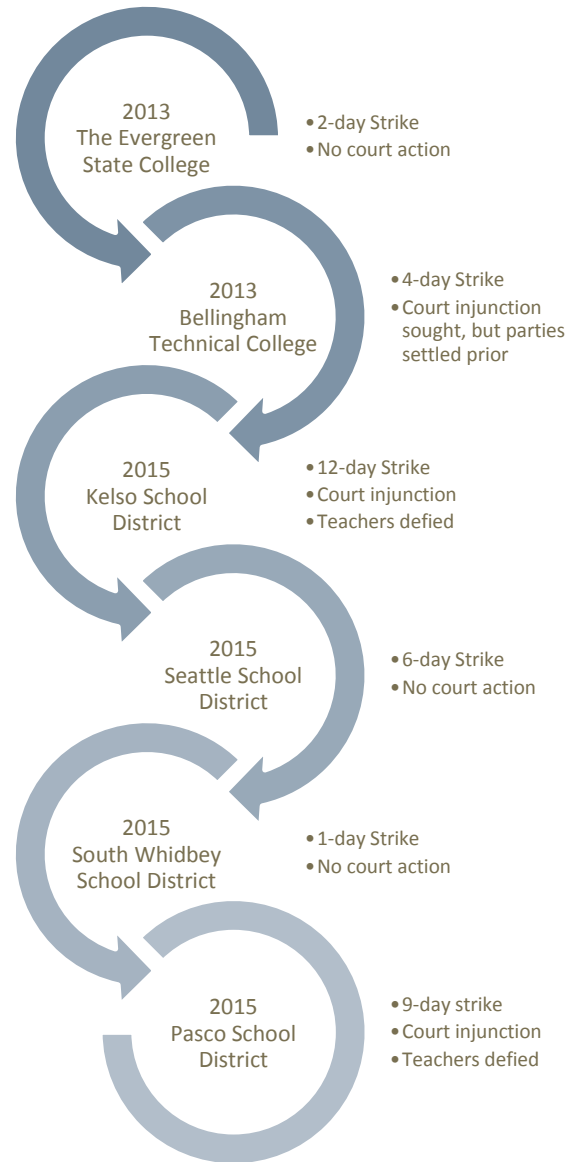 2013
The Evergreen
State College
• 2-day Strike
• No court action
2013
Bellingham
Technical College
• 4-day Strike
• Court injunction
sought, but parties
settled prior
2015
Kelso School
District
• 12-day Strike
• Court injunction
• Teachers defied
2015
Seattle School
District
• 6-day Strike
• No court action
2015
South Whidbey
School District
• 1-day Strike
• No court action
2015
Pasco School
District
• 9-day strike
• Court injunction
• Teachers defied